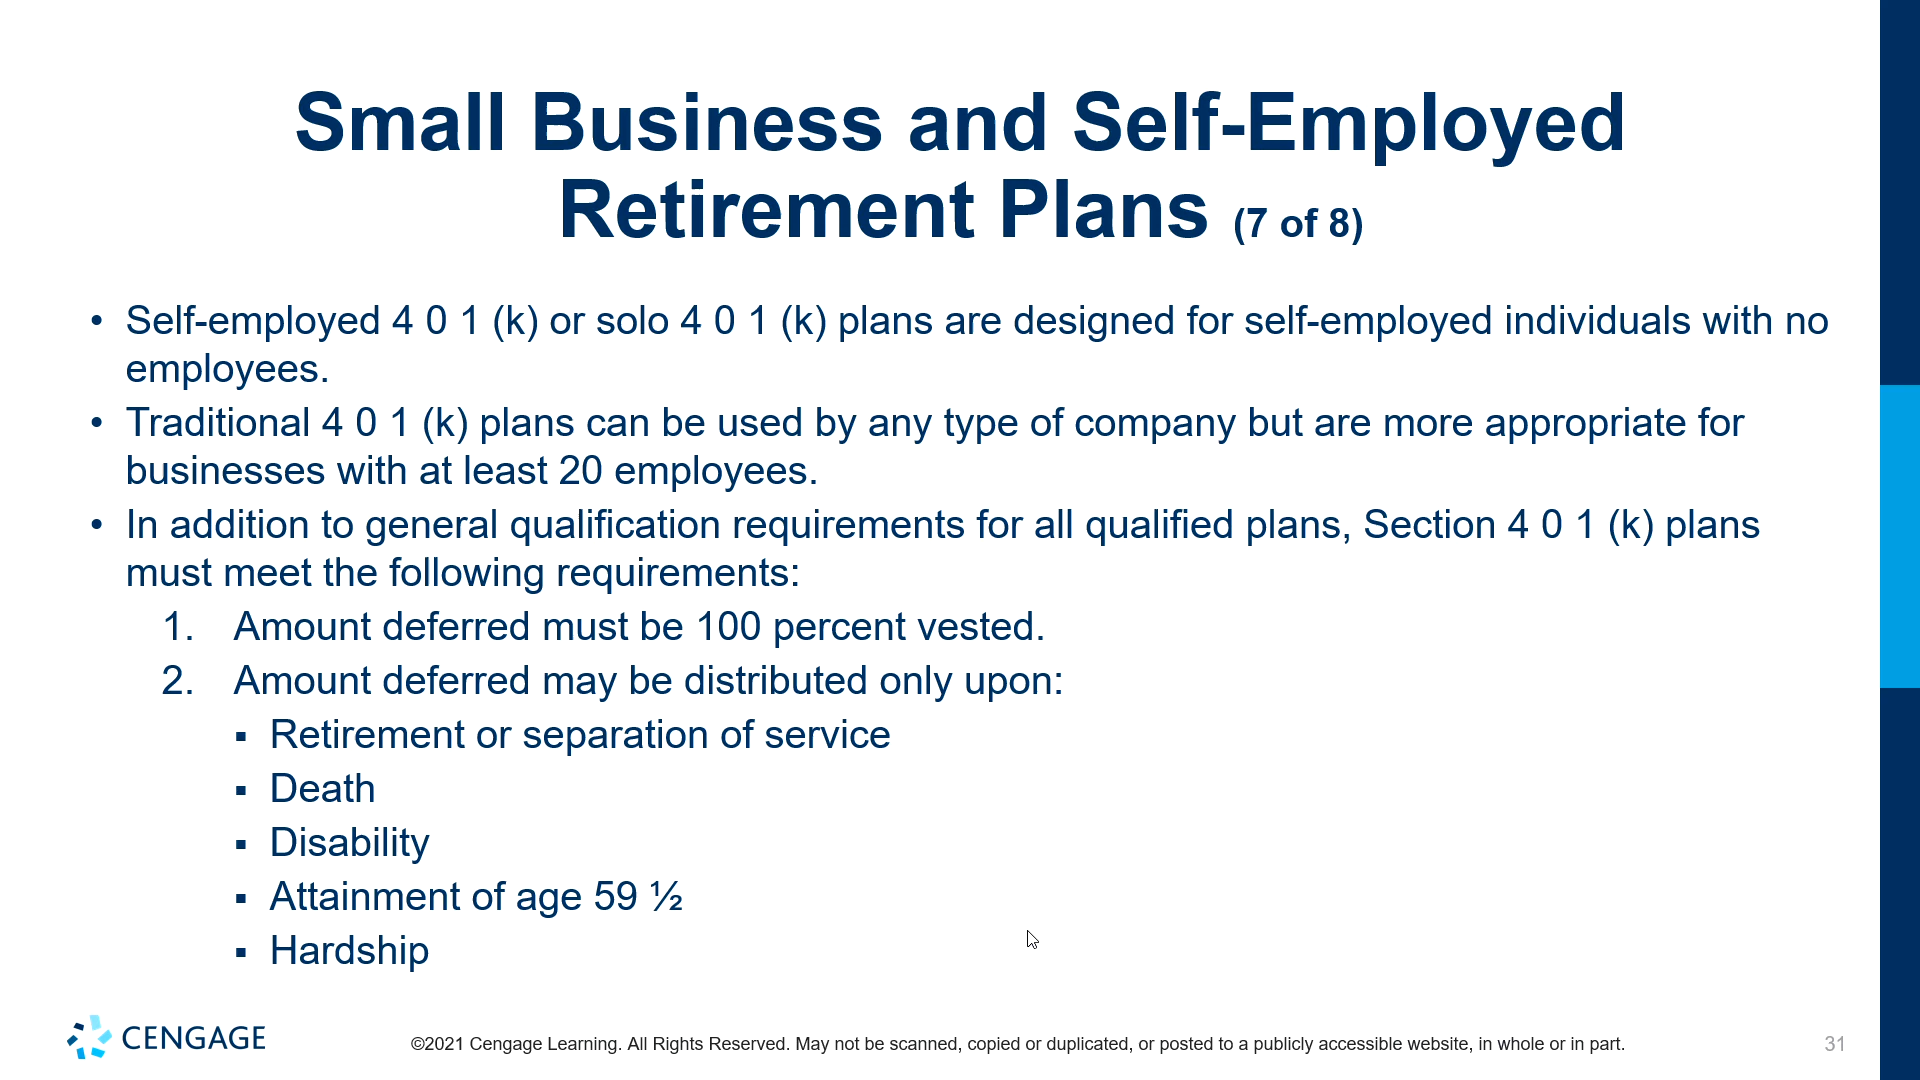 Small Business and Self-Employed
Retirement Plans (7 of 8)
• Self-employed 4 0 1 (k) or solo 4 0 1 (k) plans are designed for self-employed individuals with no
employees.
• Traditional 4 0 1 (k) plans can be used by any type of company but are more appropriate for
businesses with at least 20 employees.
• In addition to general qualification requirements for all qualified plans, Section 4 0 1 (k) plans
must meet the following requirements:
1. Amount deferred must be 100 percent vested.
2. Amount deferred may be distributed only upon:
▪ Retirement or separation of service
▪ Death
▪ Disability
▪ Attainment of age 59 ½
▪ Hardship
CENGAGE
©2021 Cengage Learning. All Rights Reserved. May not be scanned, copied or duplicated, or posted to a publicly accessible website, in whole or in part.
31